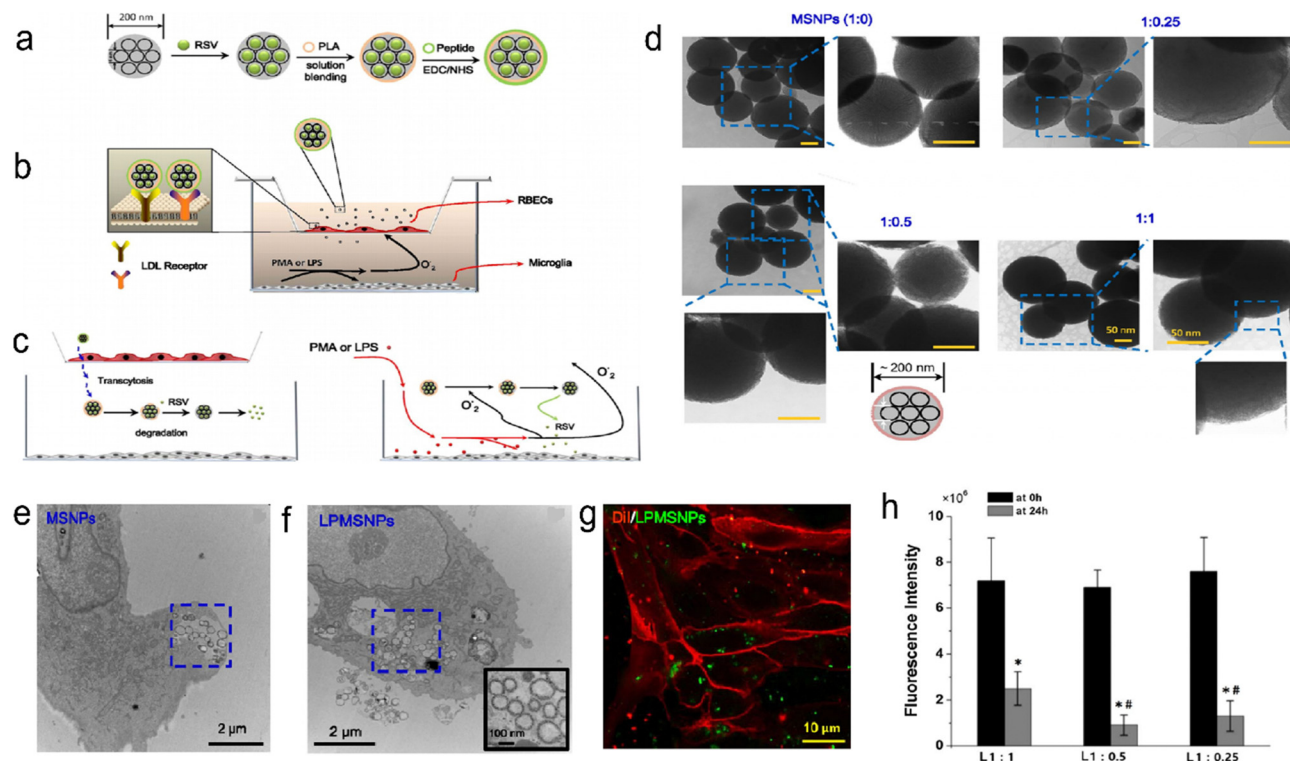 a
200 nm
RSV
PLA
solution
blending
Peptide
EDC/NHS
b
LDL Receptor
RBECs
PMA or LPS
O⁻₂
Microglia
c
Transcytosis
RSV
degradation
PMA or LPS
O⁻₂
O⁻₂
RSV
d
MSNPs (1:0)
1:0.25
1:0.5
1:1
50 nm
50 nm
~ 200 nm
e
MSNPs
2 µm
f
LPMSNPs
2 µm
100 nm
g
DiI/LPMSNPs
10 µm
h
×10⁶
at 0h
at 24h
Fluorescence Intensity
10
8
6
4
2
0
*
*#
*#
L1 : 1
L1 : 0.5
L1 : 0.25